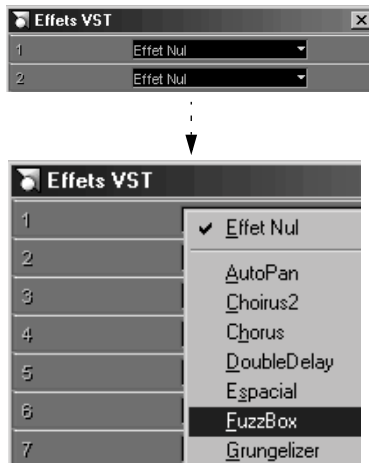 Effets VST
1 Effet Nul
2 Effet Nul
Effets VST
1
✔ Effet Nul
2
AutoPan
3
Choirus2
4
Chorus
5
DoubleDelay
Espacial
6
FuzzBox
7
Grungelizer